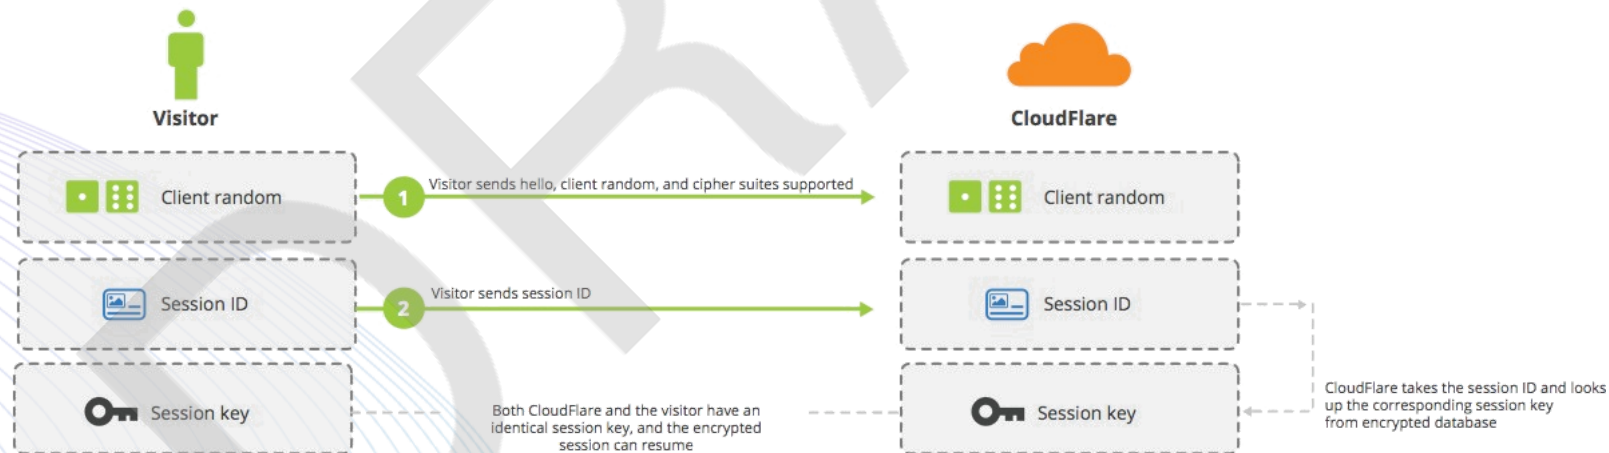 Visitor
CloudFlare
Client random
1
Visitor sends hello, client random, and cipher suites supported
Client random
Session ID
2
Visitor sends session ID
Session ID
Session key
Both CloudFlare and the visitor have an
identical session key, and the encrypted
session can resume
Session key
CloudFlare takes the session ID and looks
up the corresponding session key
from encrypted database